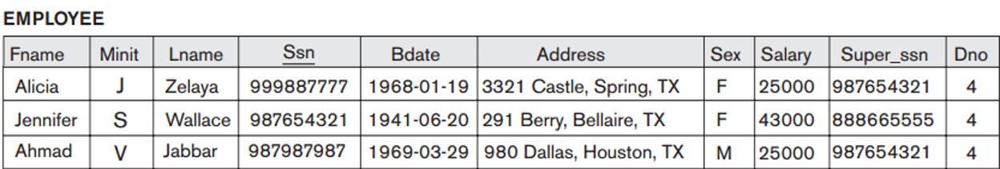 EMPLOYEE
Fname Minit Lname Ssn Bdate Address Sex Salary Super_ssn Dno
Alicia J Zelaya 999887777 1968-01-19 3321 Castle, Spring, TX F 25000 987654321 4
Jennifer S Wallace 987654321 1941-06-20 291 Berry, Bellaire, TX F 43000 888665555 4
Ahmad V Jabbar 987987987 1969-03-29 980 Dallas, Houston, TX M 25000 987654321 4